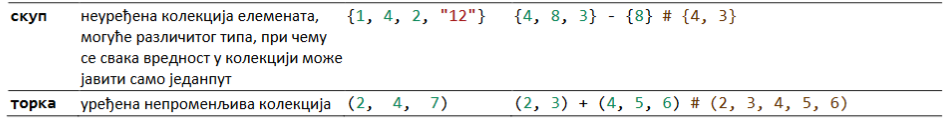 скуп неуређена колекција елемената, {1, 4, 2, "12"} {4, 8, 3} - {8} # {4, 3}
могуће различитог типа, при чему
се свака вредност у колекцији може
јавити само једанпут
торка уређена непроменљива колекција (2, 4, 7) (2, 3) + (4, 5, 6) # (2, 3, 4, 5, 6)